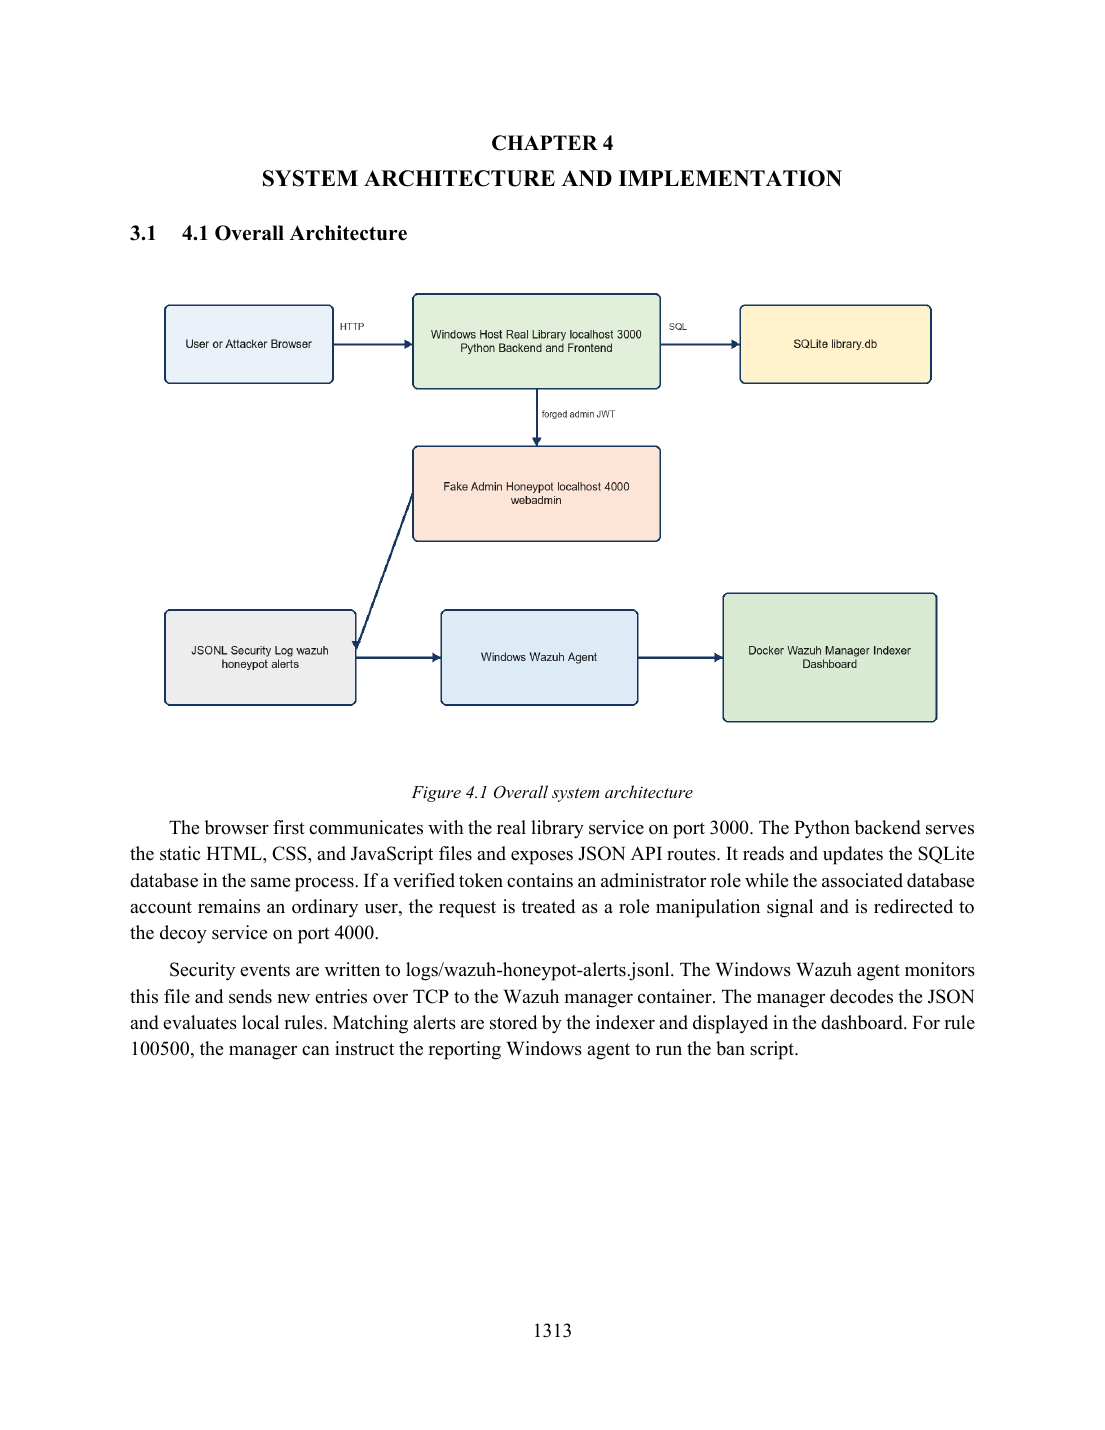 CHAPTER 4
SYSTEM ARCHITECTURE AND IMPLEMENTATION
3.1 4.1 Overall Architecture
User or Attacker Browser
HTTP
Windows Host Real Library localhost 3000
Python Backend and Frontend
SQL
SQLite library.db
forged admin JWT
Fake Admin Honeypot localhost 4000
webadmin
JSONL Security Log wazuh
honeypot alerts
Windows Wazuh Agent
Docker Wazuh Manager Indexer
Dashboard
Figure 4.1 Overall system architecture
The browser first communicates with the real library service on port 3000. The Python backend serves
the static HTML, CSS, and JavaScript files and exposes JSON API routes. It reads and updates the SQLite
database in the same process. If a verified token contains an administrator role while the associated database
account remains an ordinary user, the request is treated as a role manipulation signal and is redirected to
the decoy service on port 4000.
Security events are written to logs/wazuh-honeypot-alerts.jsonl. The Windows Wazuh agent monitors
this file and sends new entries over TCP to the Wazuh manager container. The manager decodes the JSON
and evaluates local rules. Matching alerts are stored by the indexer and displayed in the dashboard. For rule
100500, the manager can instruct the reporting Windows agent to run the ban script.
1313